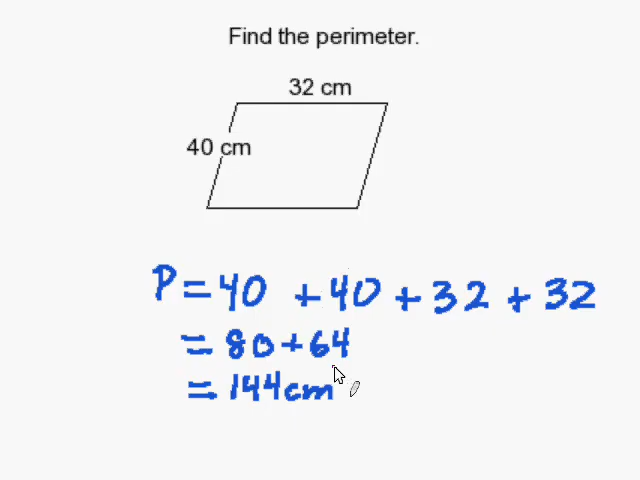 Find the perimeter.
32 cm
40 cm
P = 40 + 40 + 32 + 32
= 80 + 64
= 144cm